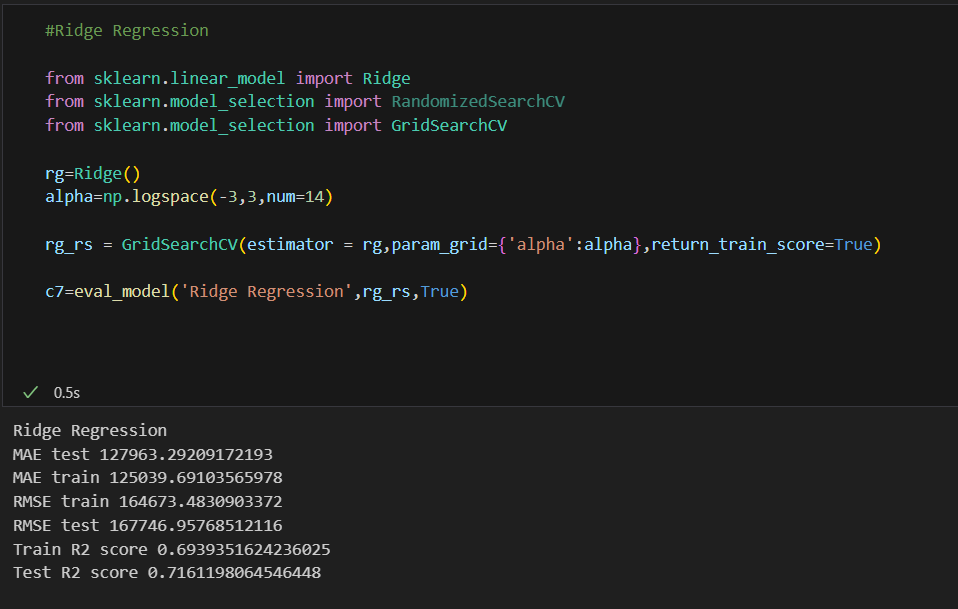 #Ridge Regression
from sklearn.linear_model import Ridge
from sklearn.model_selection import RandomizedSearchCV
from sklearn.model_selection import GridSearchCV
rg=Ridge()
alpha=np.logspace(-3,3,num=14)
rg_rs = GridSearchCV(estimator = rg,param_grid={'alpha':alpha},return_train_score=True)
c7=eval_model('Ridge Regression',rg_rs,True)
0.5s
Ridge Regression
MAE test 127963.29209172193
MAE train 125039.69103565978
RMSE train 164673.4830903372
RMSE test 167746.95768512116
Train R2 score 0.6939351624236025
Test R2 score 0.7161198064546448